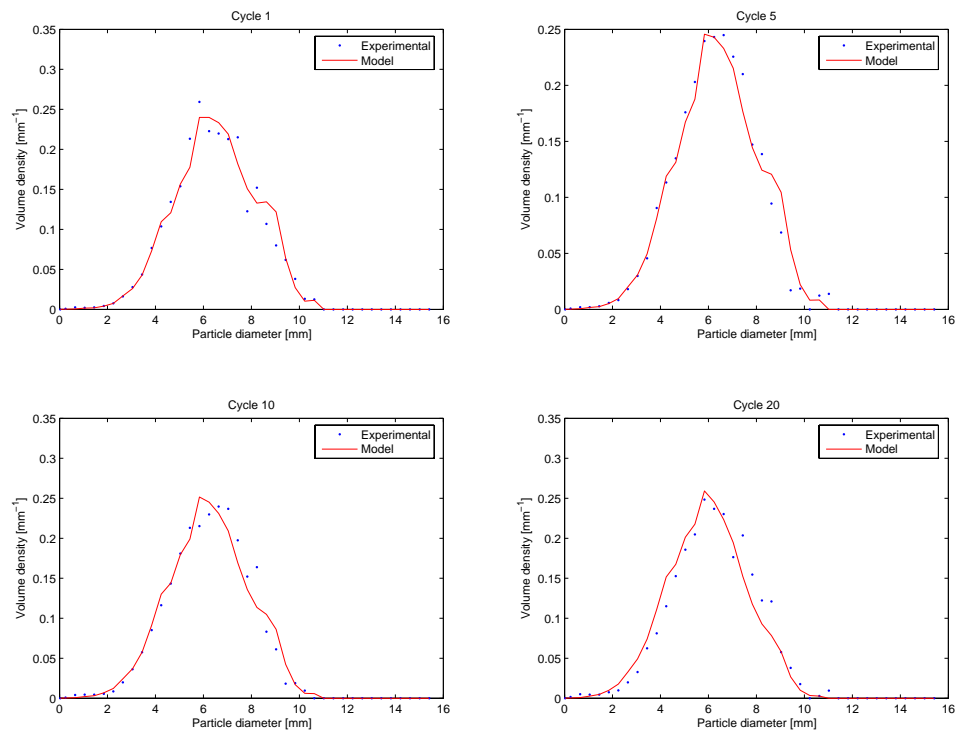 Cycle 1
0.35
0.3
0.25
0.2
0.15
0.1
0.05
0
Volume density [mm⁻¹]
Experimental
Model
0 2 4 6 8 10 12 14 16
Particle diameter [mm]
Cycle 5
0.25
0.2
0.15
0.1
0.05
0
Volume density [mm⁻¹]
Experimental
Model
0 2 4 6 8 10 12 14 16
Particle diameter [mm]
Cycle 10
0.35
0.3
0.25
0.2
0.15
0.1
0.05
0
Volume density [mm⁻¹]
Experimental
Model
0 2 4 6 8 10 12 14 16
Particle diameter [mm]
Cycle 20
0.35
0.3
0.25
0.2
0.15
0.1
0.05
0
Volume density [mm⁻¹]
Experimental
Model
0 2 4 6 8 10 12 14 16
Particle diameter [mm]